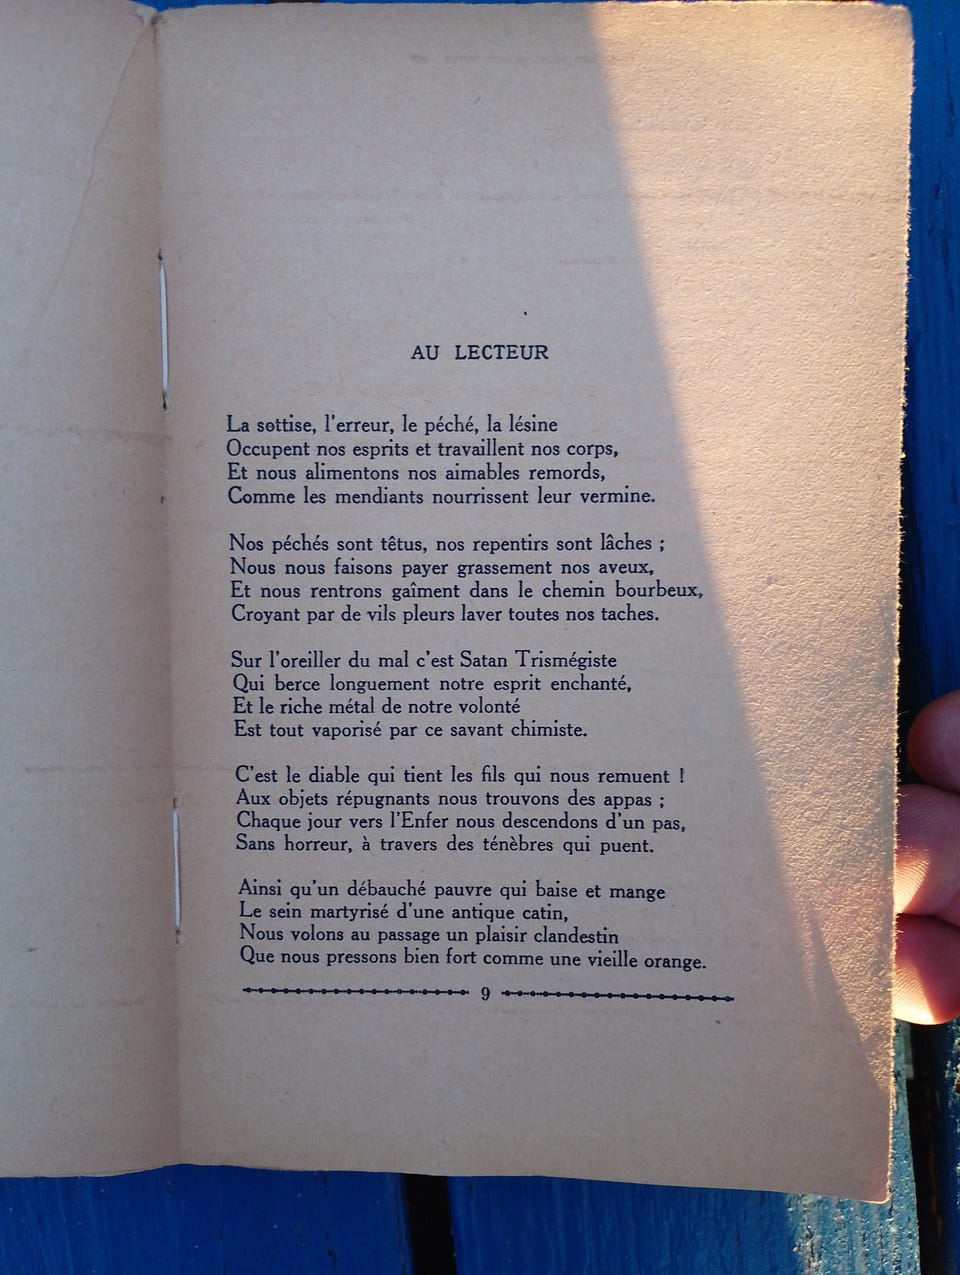 AU LECTEUR
La sottise, l'erreur, le péché, la lésine
Occupent nos esprits et travaillent nos corps,
Et nous alimentons nos aimables remords,
Comme les mendiants nourrissent leur vermine.
Nos péchés sont têtus, nos repentirs sont lâches ;
Nous nous faisons payer grassement nos aveux,
Et nous rentrons gaîment dans le chemin bourbeux,
Croyant par de vils pleurs laver toutes nos taches.
Sur l'oreiller du mal c'est Satan Trismégiste
Qui berce longuement notre esprit enchanté,
Et le riche métal de notre volonté
Est tout vaporisé par ce savant chimiste.
C'est le diable qui tient les fils qui nous remuent !
Aux objets répugnants nous trouvons des appas ;
Chaque jour vers l'Enfer nous descendons d'un pas,
Sans horreur, à travers des ténèbres qui puent.
Ainsi qu'un débauché pauvre qui baise et mange
Le sein martyrisé d'une antique catin,
Nous volons au passage un plaisir clandestin
Que nous pressons bien fort comme une vieille orange.
9